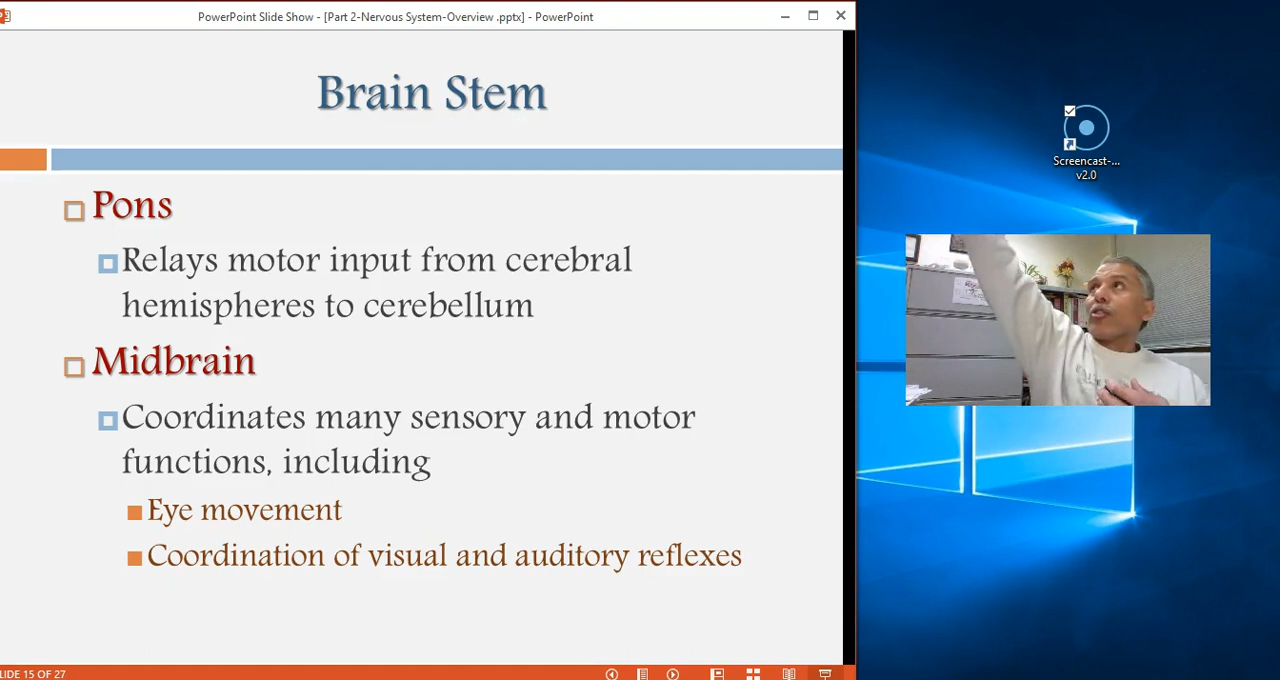 PowerPoint Slide Show - [Part 2-Nervous System-Overview .pptx] - PowerPoint
Brain Stem
Pons
Relays motor input from cerebral
hemispheres to cerebellum
Midbrain
Coordinates many sensory and motor
functions, including
Eye movement
Coordination of visual and auditory reflexes
LIDE 15 OF 27
Screencast-...
v2.0